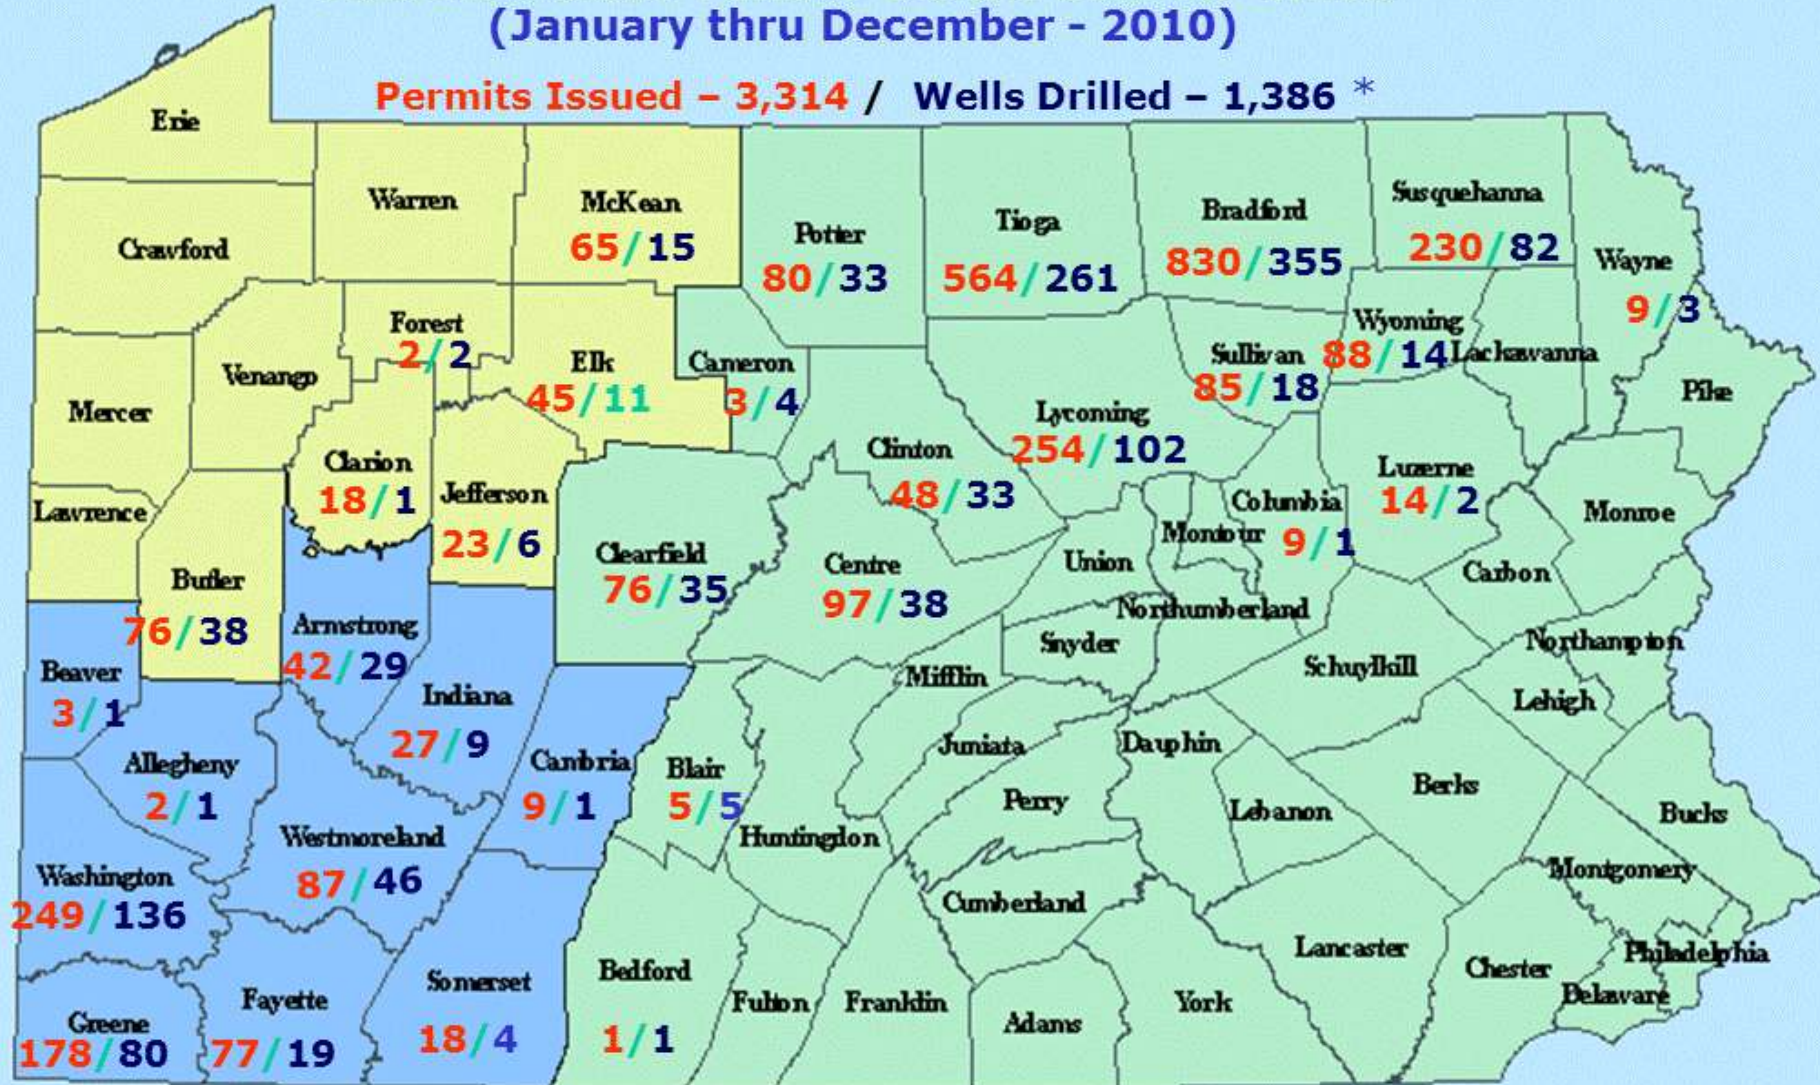 (January thru December - 2010)
Permits Issued – 3,314 / Wells Drilled – 1,386 *
Erie
Warren
McKean
65/15
Crawford
Potter
80/33
Tioga
564/261
Bradford
830/355
Susquehanna
230/82
Wayne
9/3
Forest
2/2
Venango
Elk
45/11
Cameron
3/4
Mercer
Sullivan
85/18
Wyoming
88/14
Lackawanna
Pike
Lycoming
254/102
Clinton
48/33
Clarion
18/1
Jefferson
23/6
Lawrence
Columbia
9/1
Luzerne
14/2
Monroe
Montour
Union
Clearfield
76/35
Centre
97/38
Carbon
Butler
76/38
Armstrong
42/29
Northumberland
Snyder
Northampton
Schuylkill
Lehigh
Beaver
3/1
Indiana
27/9
Mifflin
Juniata
Dauphin
Allegheny
2/1
Cambria
9/1
Blair
5/5
Perry
Lebanon
Berks
Bucks
Westmoreland
87/46
Huntingdon
Washington
249/136
Cumberland
Montgomery
Lancaster
Philadelphia
Chester
Delaware
Somerset
18/4
Bedford
1/1
Fulton
Franklin
Adams
York
Fayette
77/19
Greene
178/80